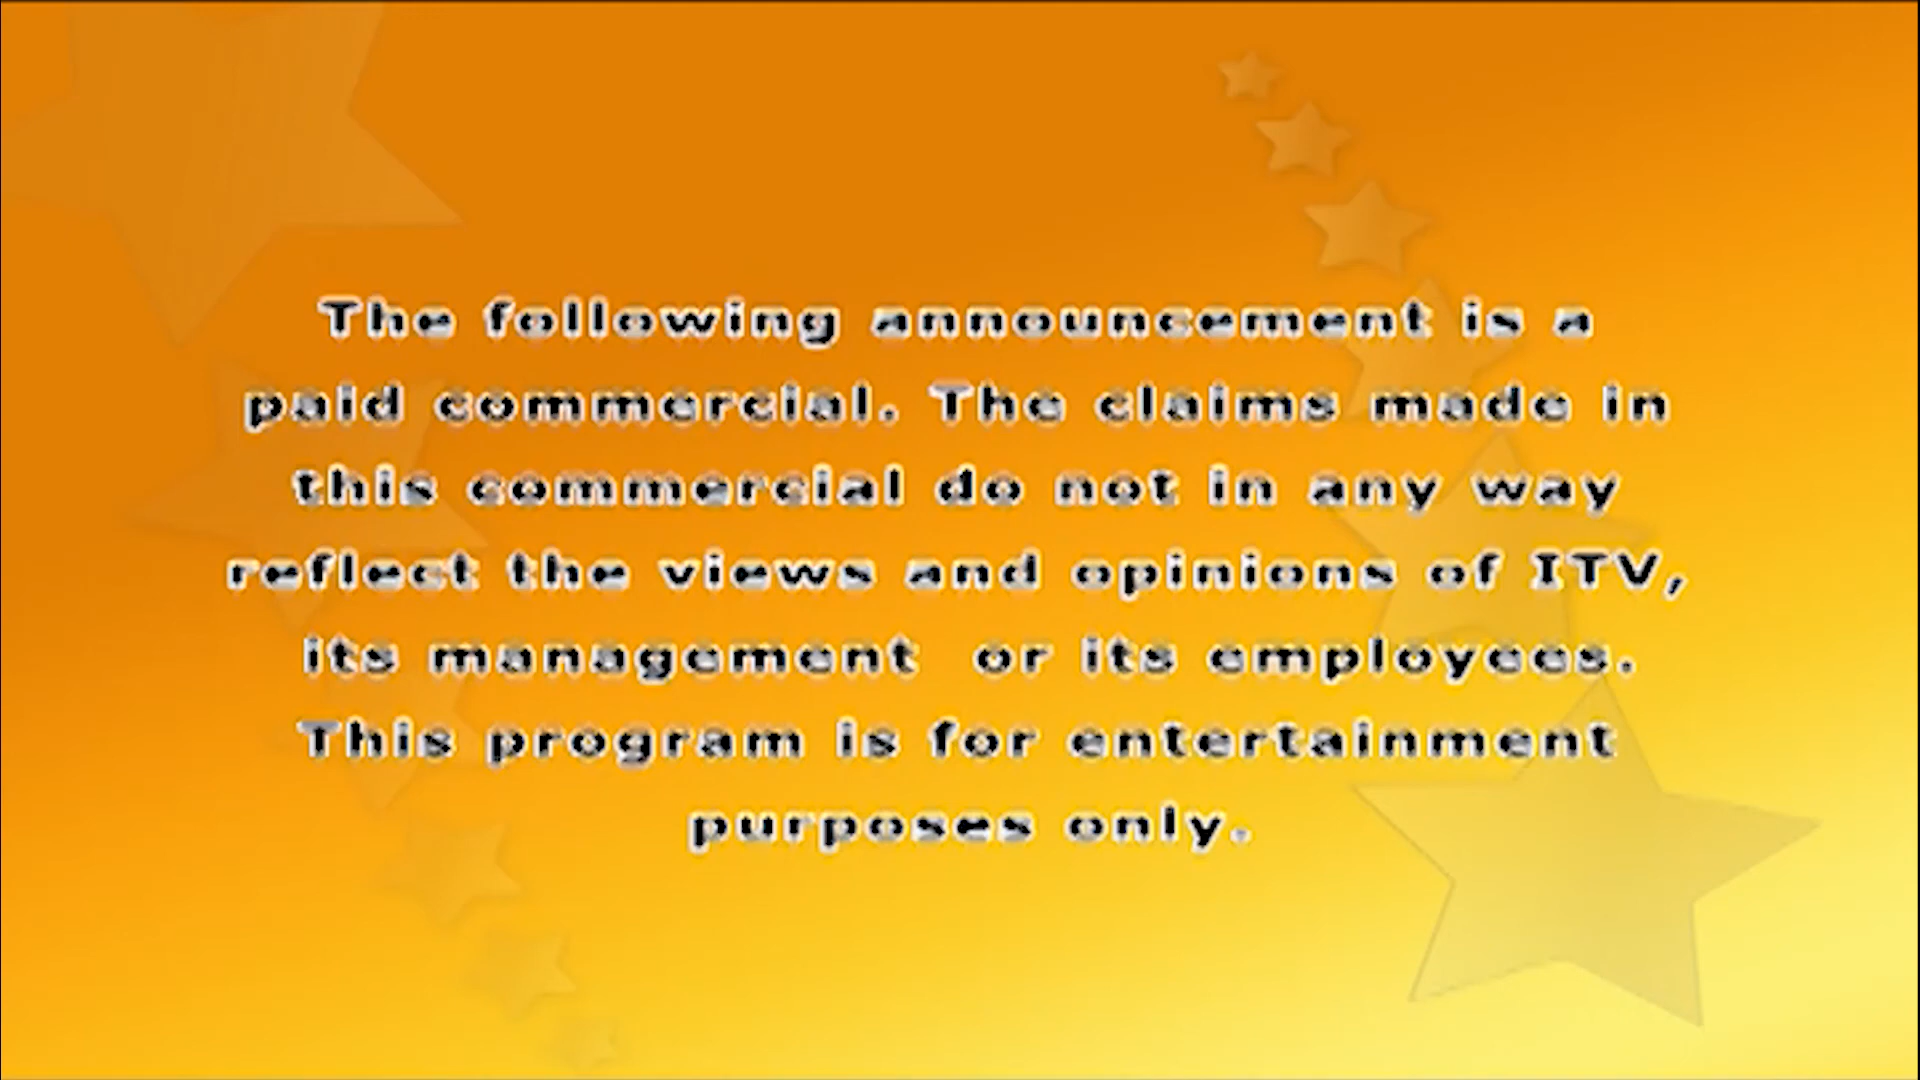 The following announcement is a
paid commercial. The claims made in
this commercial do not in any way
reflect the views and opinions of ITV,
its management or its employees.
This program is for entertainment
purposes only.